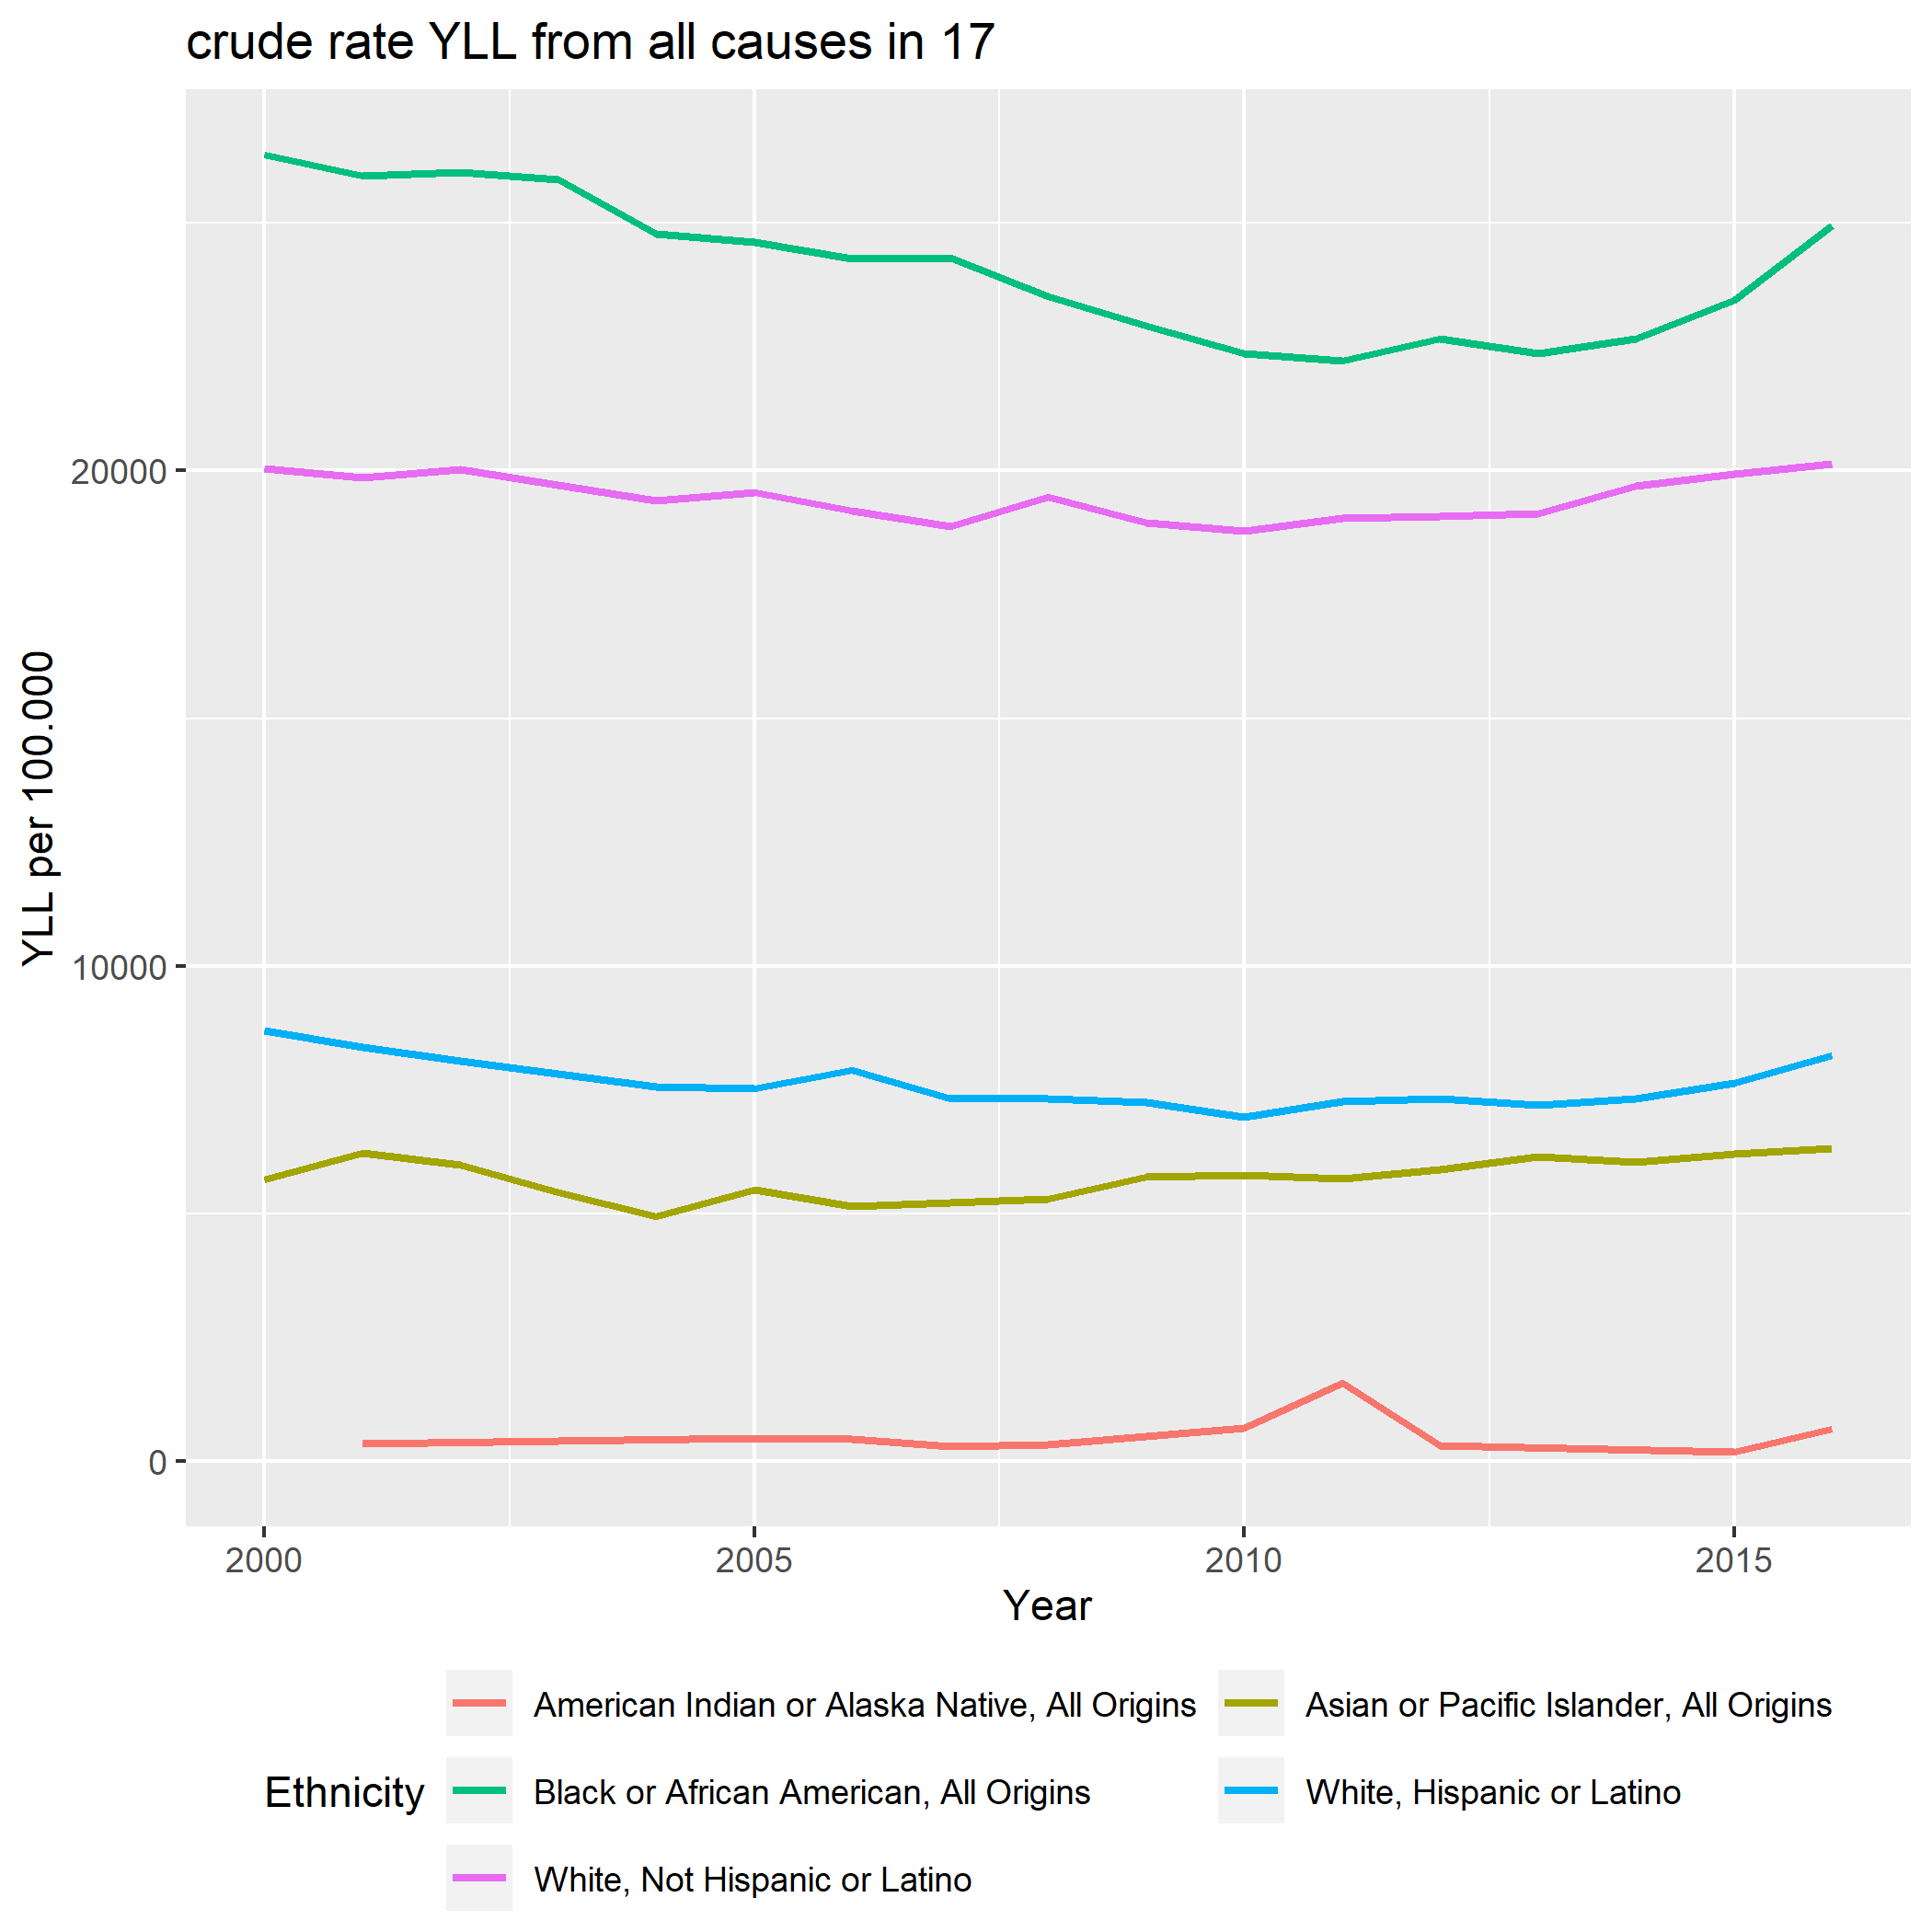 crude rate YLL from all causes in 17
YLL per 100.000
20000
10000
0
2000 2005 2010 2015
Year
Ethnicity
American Indian or Alaska Native, All Origins
Asian or Pacific Islander, All Origins
Black or African American, All Origins
White, Hispanic or Latino
White, Not Hispanic or Latino